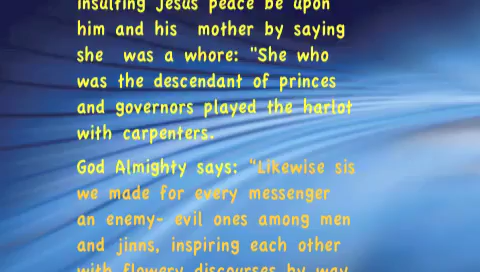 insulting Jesus peace be upon
him and his mother by saying
she was a whore: "She who
was the descendant of princes
and governors played the harlot
with carpenters.
God Almighty says: "Likewise sis
we made for every messenger
an enemy- evil ones among men
and jinns, inspiring each other
with flowery discourses by way